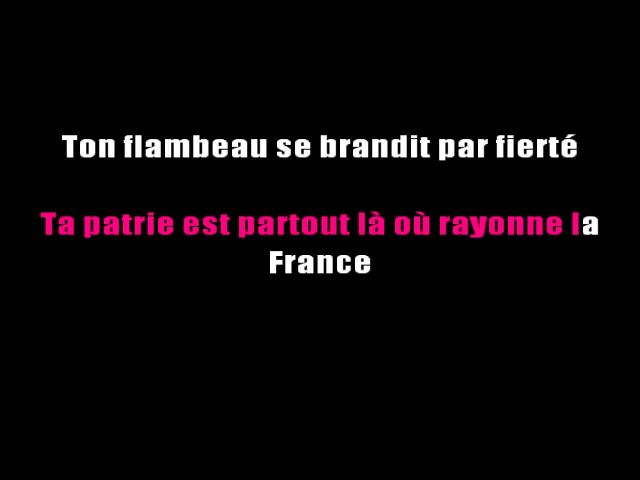 Ton flambeau se brandit par fierté
Ta patrie est partout là où rayonne la
France